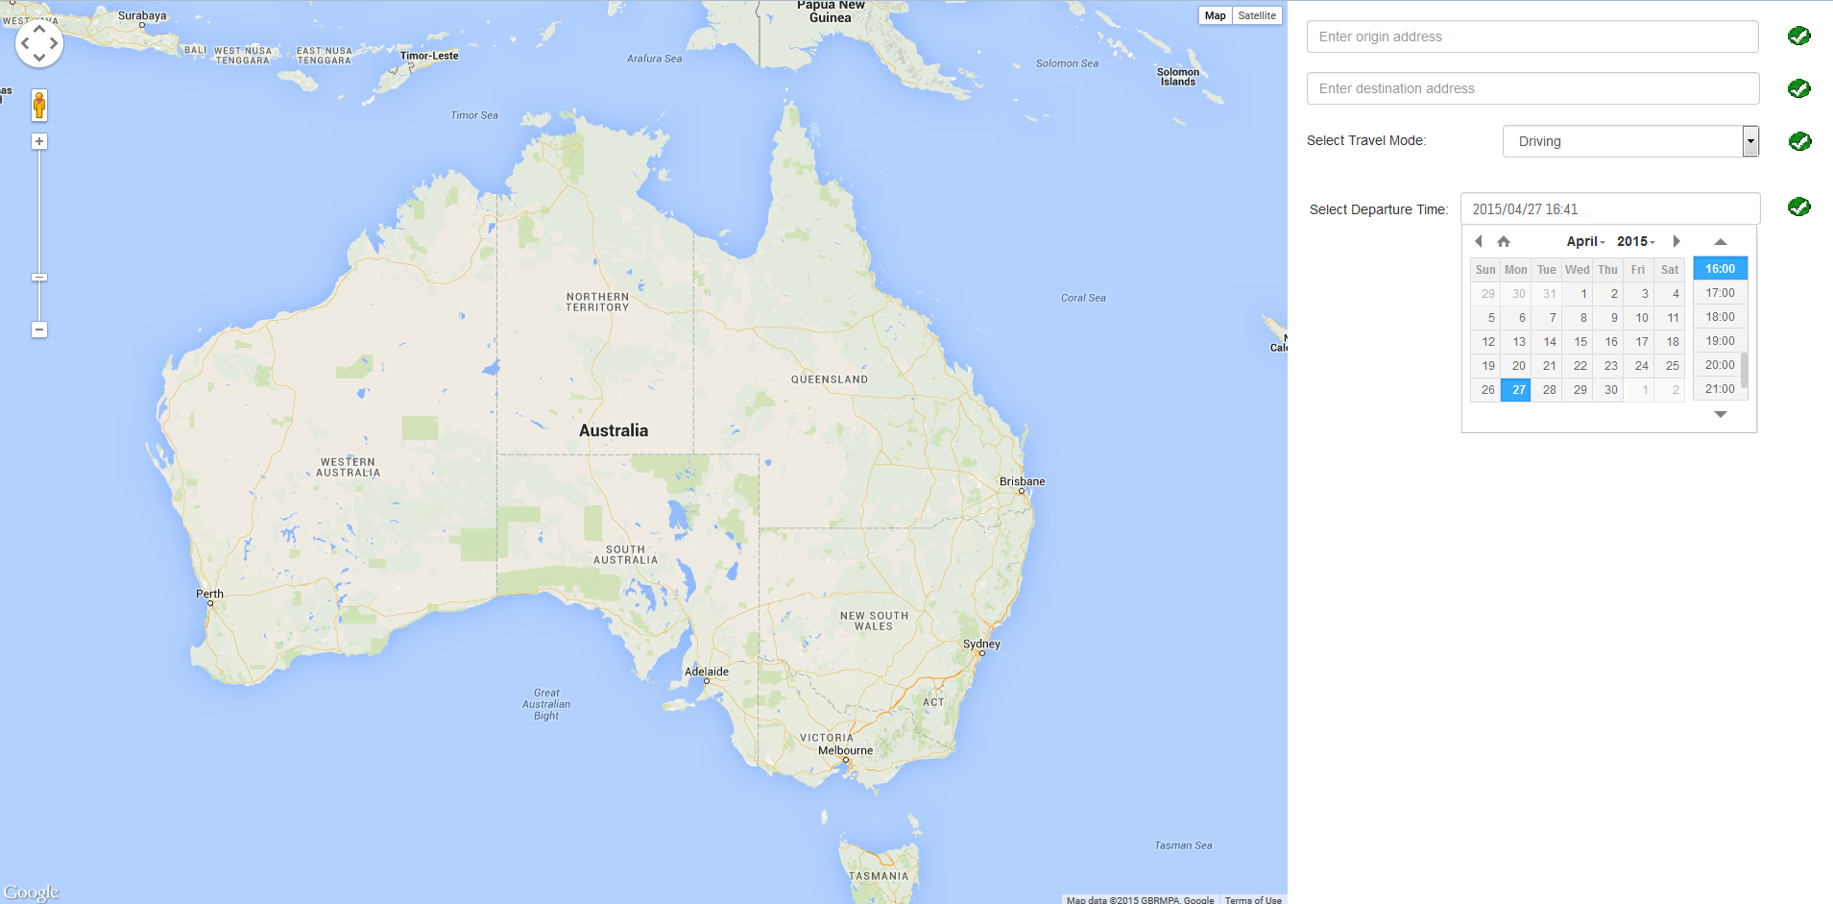 Surabaya
BALI
WEST NUSA
TENGGARA
EAST NUSA
TENGGARA
Timor-Leste
Arafura Sea
Papua New
Guinea
Solomon Sea
Solomon
Islands
Timor Sea
Coral Sea
NORTHERN
TERRITORY
QUEENSLAND
Australia
WESTERN
AUSTRALIA
SOUTH
AUSTRALIA
Brisbane
Perth
NEW SOUTH
WALES
Sydney
Adelaide
Great
Australian
Bight
ACT
VICTORIA
Melbourne
Tasman Sea
TASMANIA
Google
Map data ©2015 GBRMPA, Google
Terms of Use
Map
Satellite
Enter origin address
Enter destination address
Select Travel Mode:
Driving
Select Departure Time:
2015/04/27 16:41
April 2015
Sun Mon Tue Wed Thu Fri Sat
29 30 31 1 2 3 4
5 6 7 8 9 10 11
12 13 14 15 16 17 18
19 20 21 22 23 24 25
26 27 28 29 30 1 2
16:00
17:00
18:00
19:00
20:00
21:00